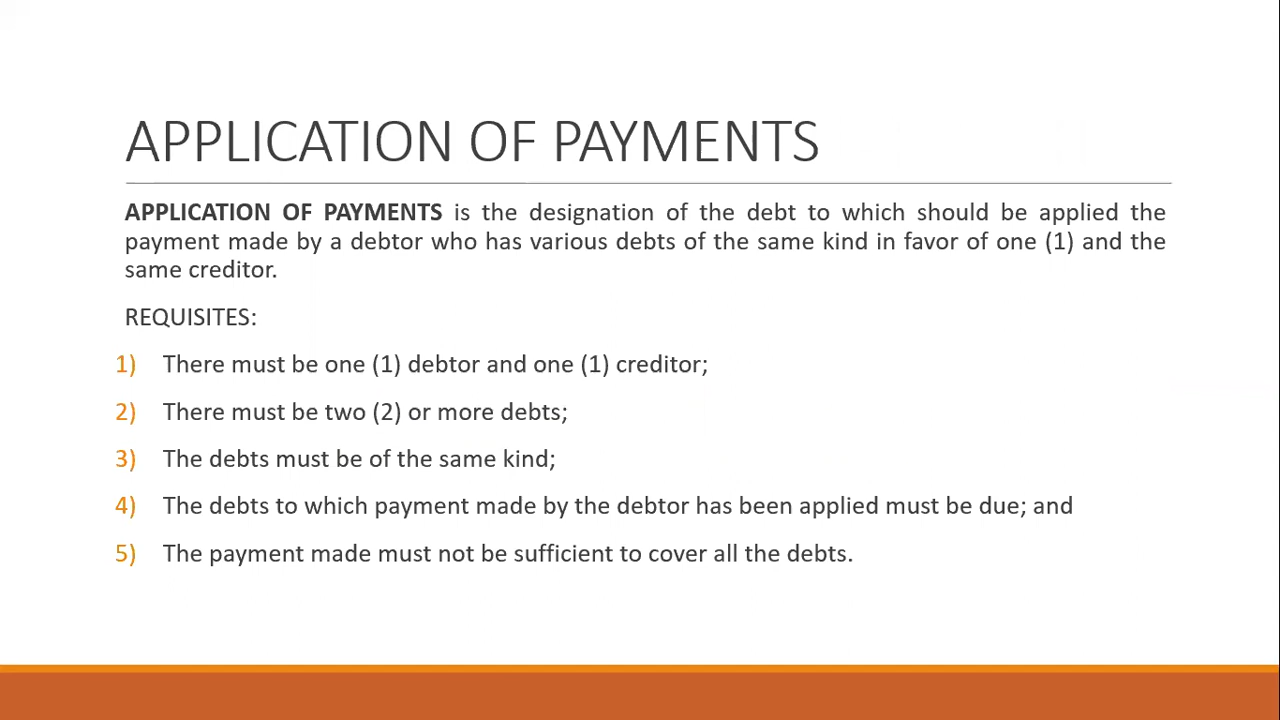 APPLICATION OF PAYMENTS
APPLICATION OF PAYMENTS is the designation of the debt to which should be applied the
payment made by a debtor who has various debts of the same kind in favor of one (1) and the
same creditor.
REQUISITES:
1) There must be one (1) debtor and one (1) creditor;
2) There must be two (2) or more debts;
3) The debts must be of the same kind;
4) The debts to which payment made by the debtor has been applied must be due; and
5) The payment made must not be sufficient to cover all the debts.